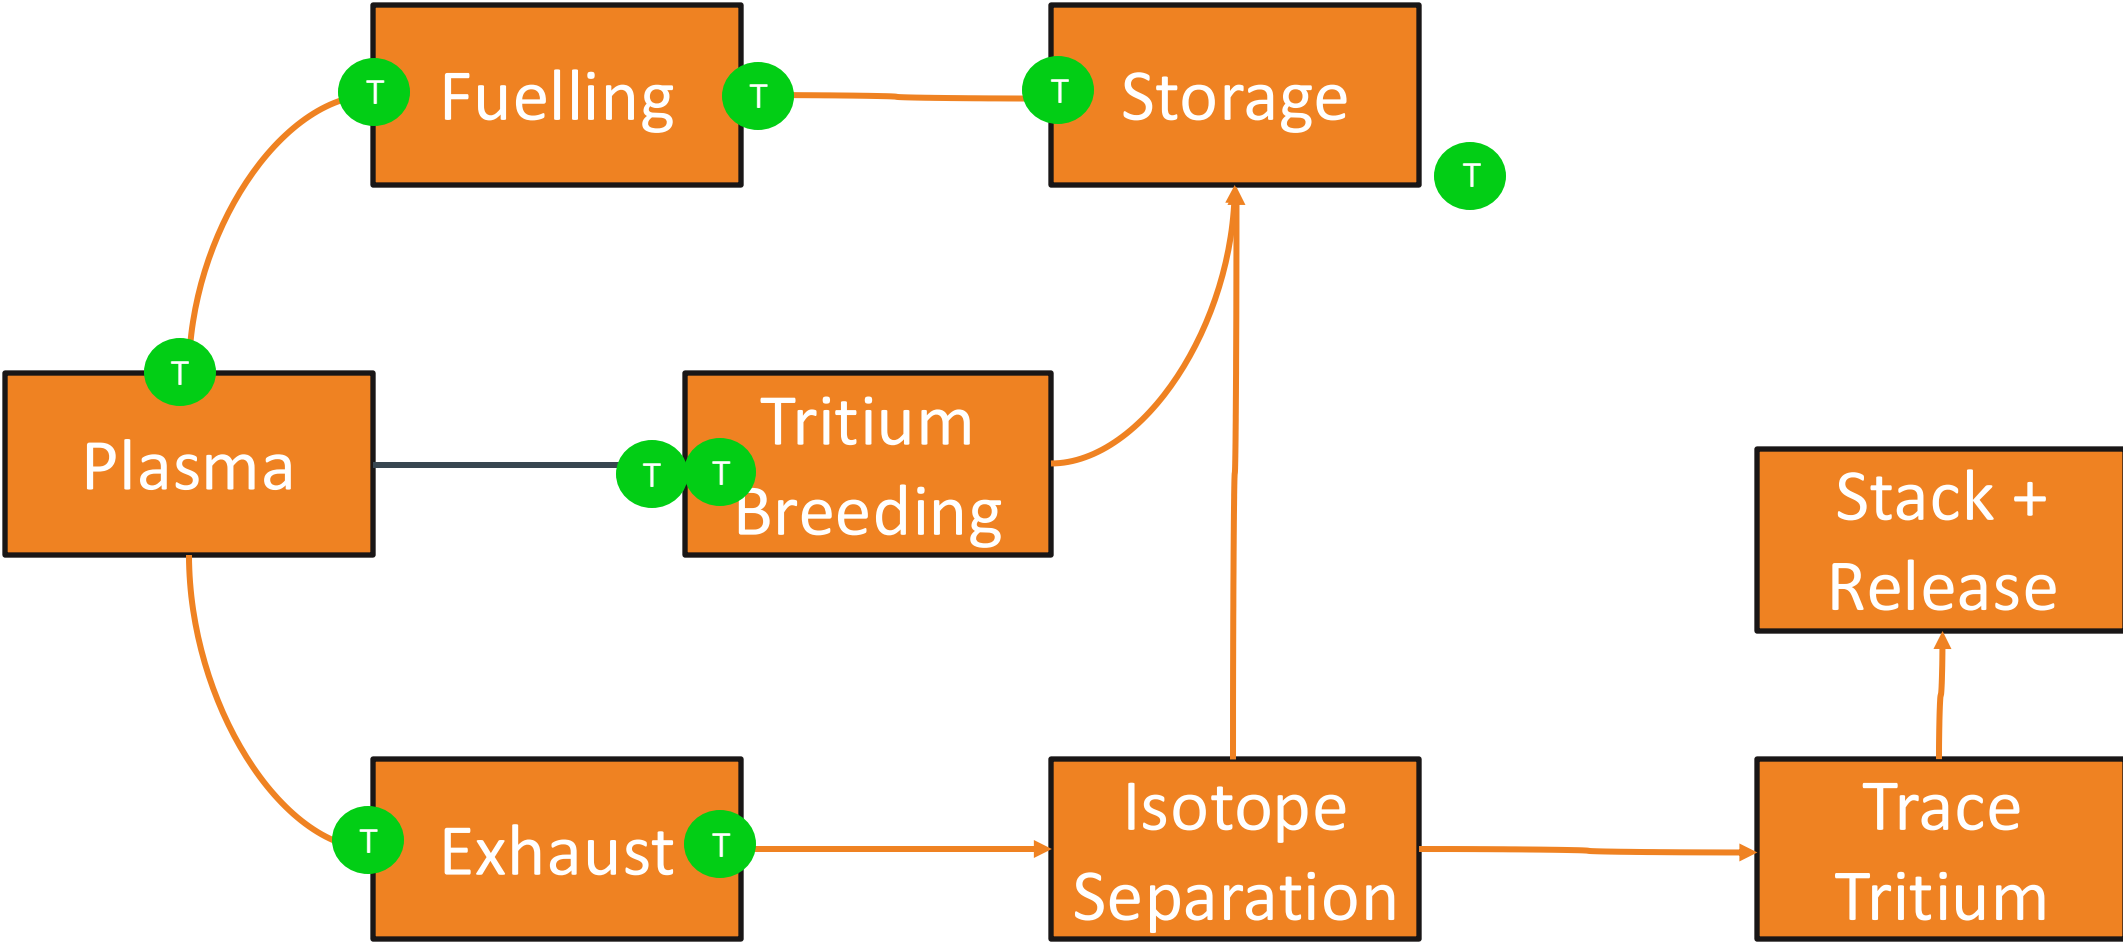 T
Fuelling
T
T
Storage
T
T
Plasma
T
T
Tritium
Breeding
Stack +
Release
T
Exhaust
T
Isotope
Separation
Trace
Tritium